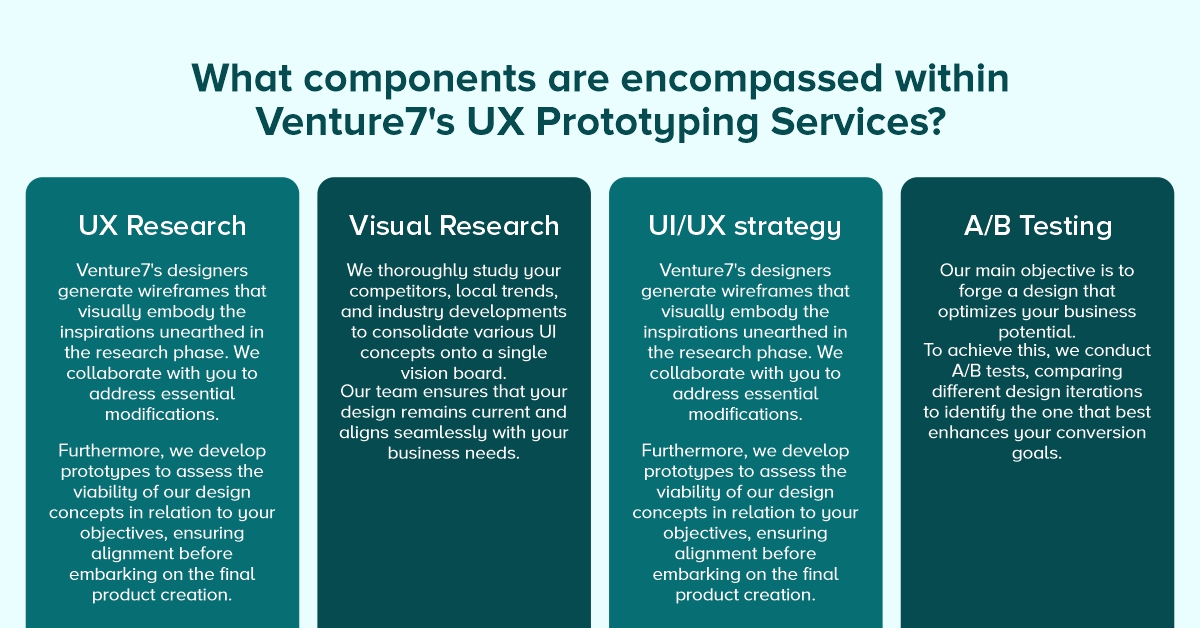 What components are encompassed within
Venture7's UX Prototyping Services?
UX Research
Venture7's designers
generate wireframes that
visually embody the
inspirations unearthed in
the research phase. We
collaborate with you to
address essential
modifications.
Furthermore, we develop
prototypes to assess the
viability of our design
concepts in relation to your
objectives, ensuring
alignment before
embarking on the final
product creation.
Visual Research
We thoroughly study your
competitors, local trends,
and industry developments
to consolidate various UI
concepts onto a single
vision board.
Our team ensures that your
design remains current and
aligns seamlessly with your
business needs.
UI/UX strategy
Venture7's designers
generate wireframes that
visually embody the
inspirations unearthed in
the research phase. We
collaborate with you to
address essential
modifications.
Furthermore, we develop
prototypes to assess the
viability of our design
concepts in relation to your
objectives, ensuring
alignment before
embarking on the final
product creation.
A/B Testing
Our main objective is to
forge a design that
optimizes your business
potential.
To achieve this, we conduct
A/B tests, comparing
different design iterations
to identify the one that best
enhances your conversion
goals.